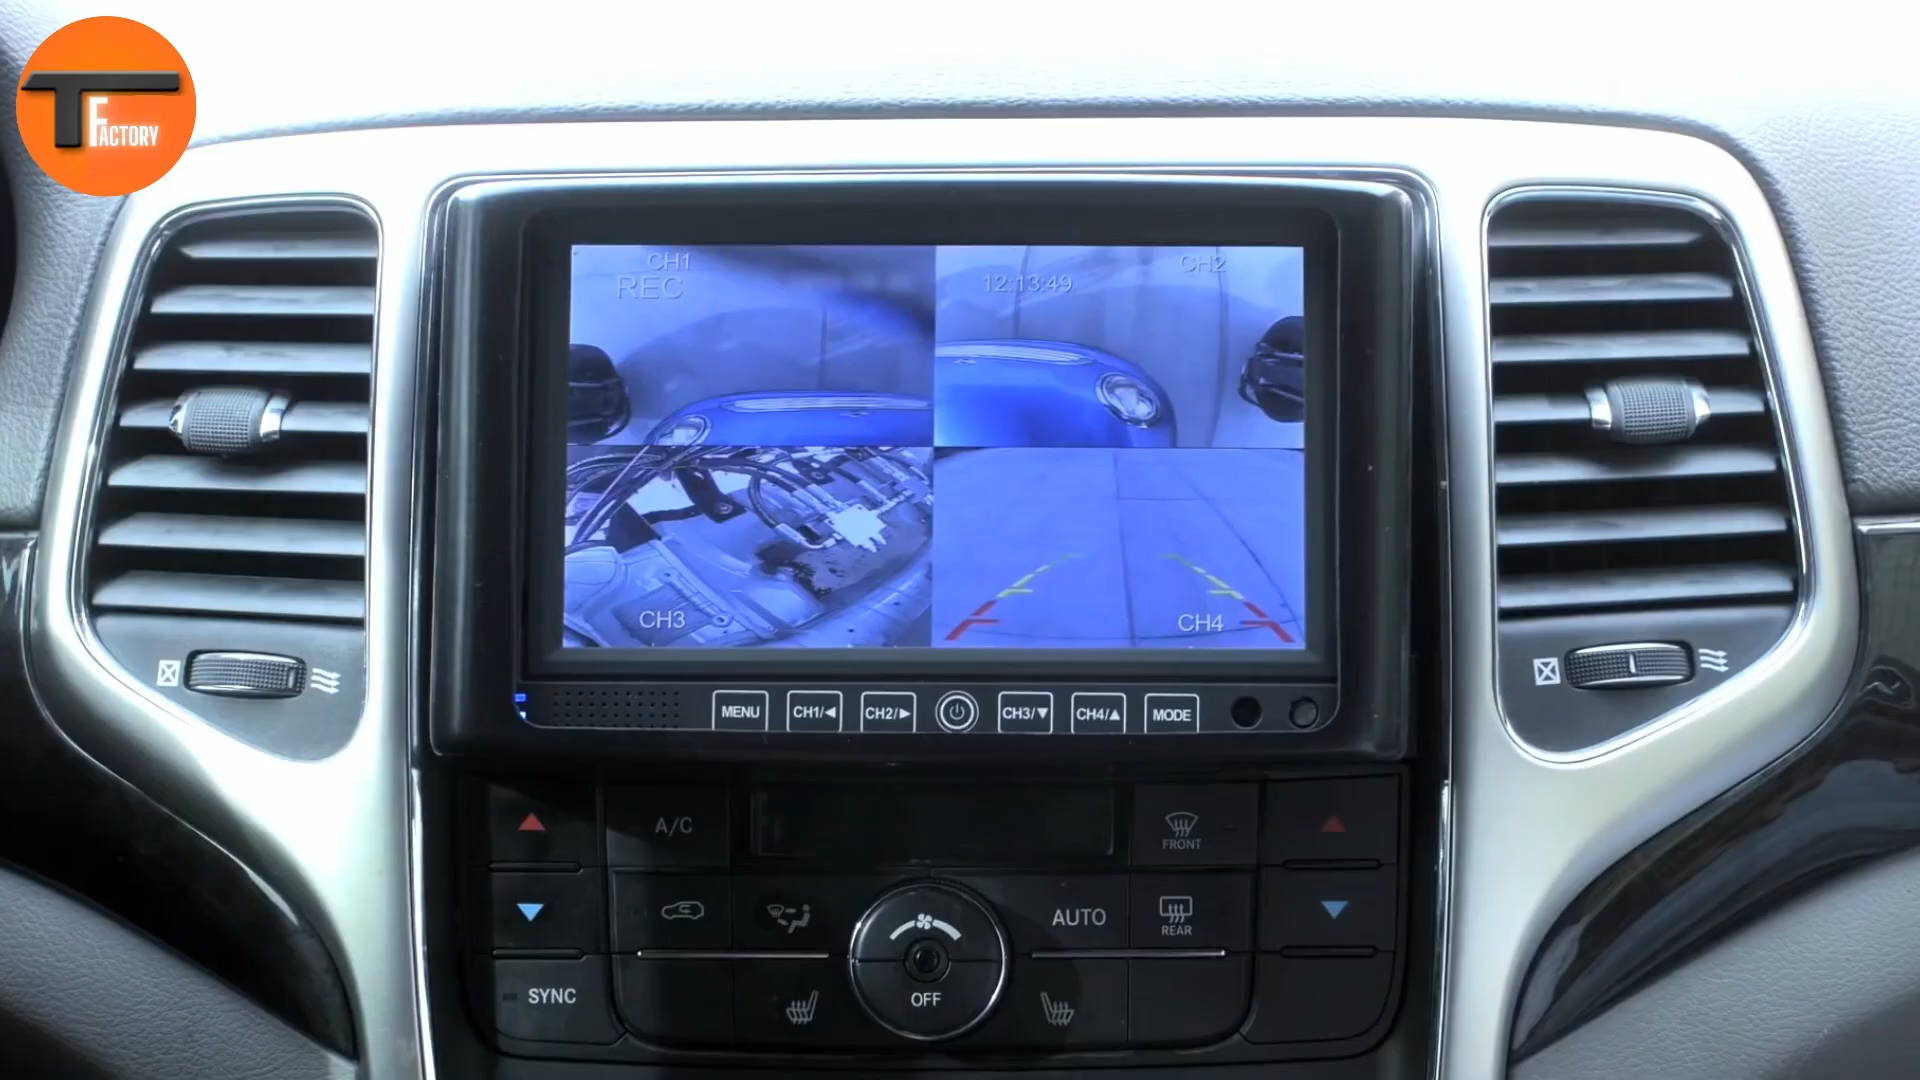 T
FACTORY
CH1
REC
CH2
12:13:49
CH3
CH4
MENU
CH1/◀
CH2/▶
CH3/▼
CH4/▲
MODE
A/C
FRONT
AUTO
REAR
SYNC
OFF